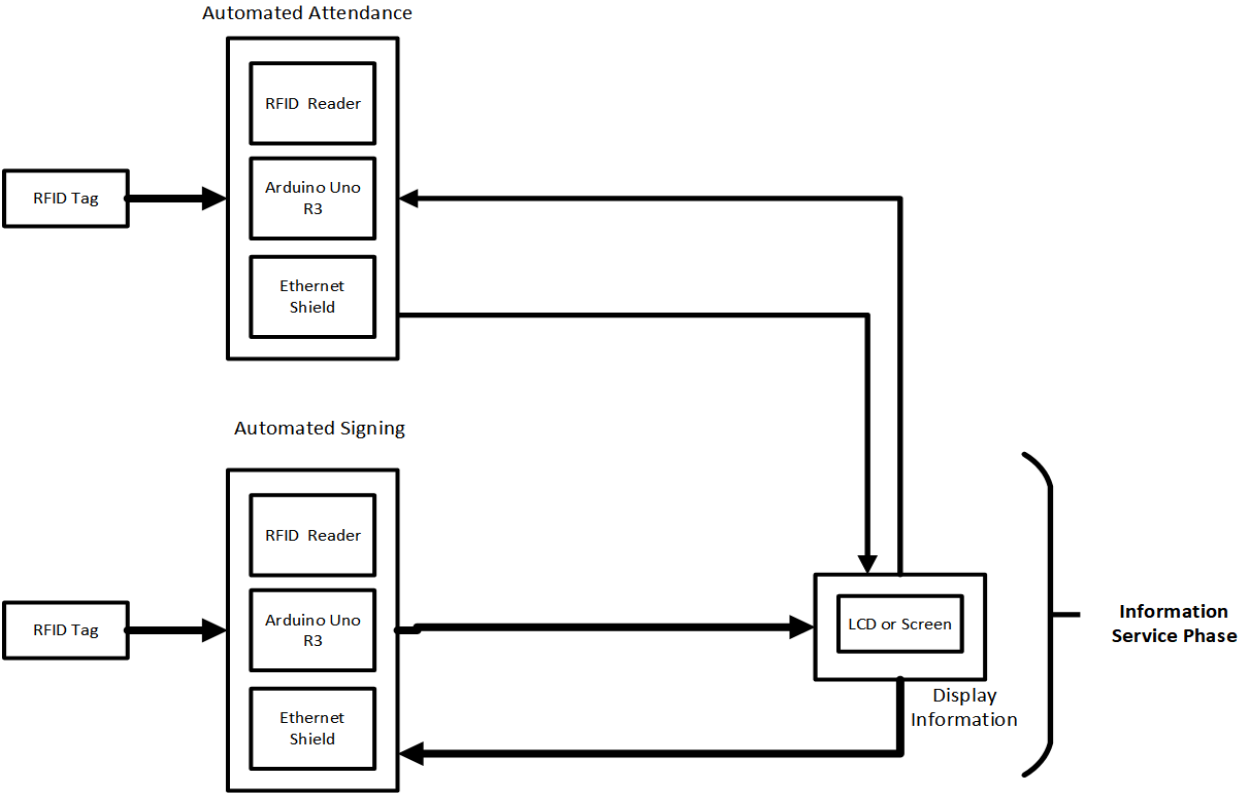 Automated Attendance
RFID  Reader
RFID Tag
Arduino Uno
R3
Ethernet
Shield
Automated Signing
RFID  Reader
RFID Tag
Arduino Uno
R3
Ethernet
Shield
LCD or Screen
Display
Information
Information
Service Phase